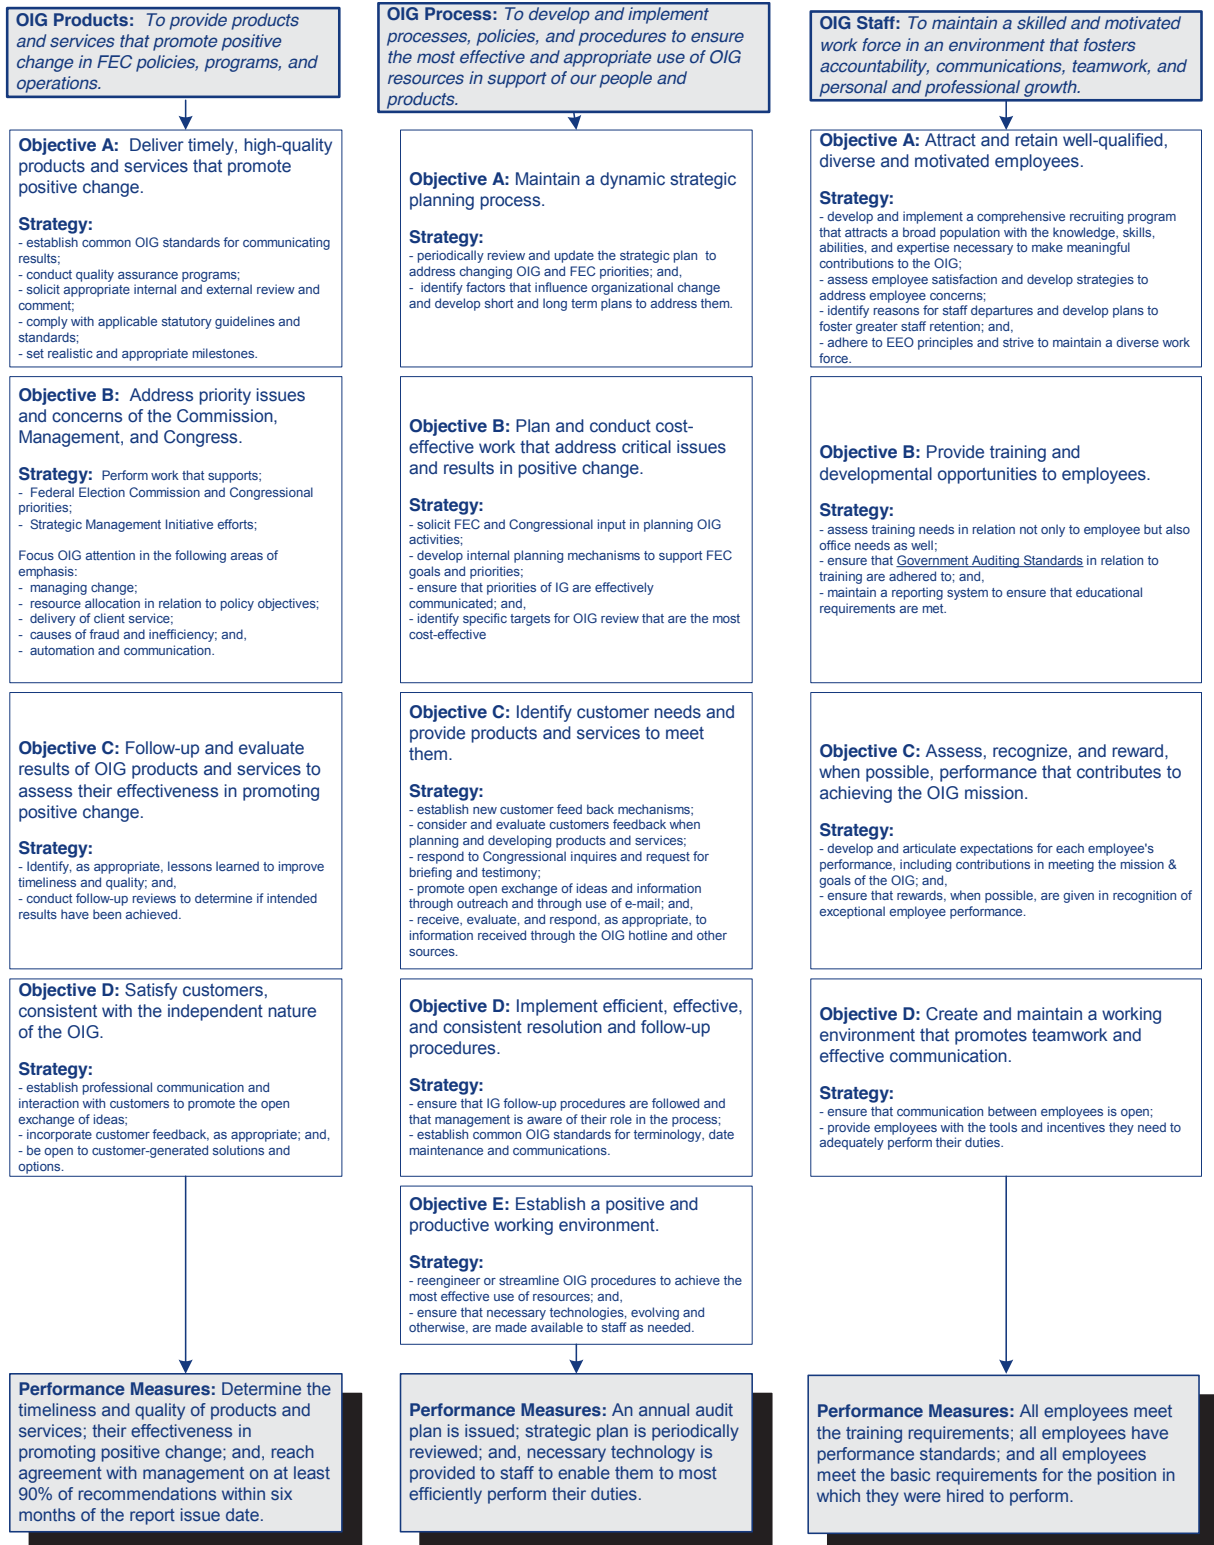 OIG Products:  To provide products
and services that promote positive
change in FEC policies, programs, and
operations.
Objective A:  Deliver timely, high-quality
products and services that promote
positive change.
Strategy:
- establish common OIG standards for communicating
results;
- conduct quality assurance programs;
- solicit appropriate internal and external review and
comment;
- comply with applicable statutory guidelines and
standards;
- set realistic and appropriate milestones.
Objective B:  Address priority issues
and concerns of the Commission,
Management, and Congress.
Strategy:  Perform work that supports;
-  Federal Election Commission and Congressional
priorities;
-  Strategic Management Initiative efforts;
Focus OIG attention in the following areas of
emphasis:
-  managing change;
-  resource allocation in relation to policy objectives;
-  delivery of client service;
-  causes of fraud and inefficiency; and,
-  automation and communication.
Objective C: Follow-up and evaluate
results of OIG products and services to
assess their effectiveness in promoting
positive change.
Strategy:
- Identify, as appropriate, lessons learned to improve
timeliness and quality; and,
- conduct follow-up reviews to determine if intended
results have been achieved.
Objective D: Satisfy customers,
consistent with the independent nature
of the OIG.
Strategy:
- establish professional communication and
interaction with customers to promote the open
exchange of ideas;
- incorporate customer feedback, as appropriate; and,
- be open to customer-generated solutions and
options.
Performance Measures: Determine the
timeliness and quality of products and
services; their effectiveness in
promoting positive change; and, reach
agreement with management on at least
90% of recommendations within six
months of the report issue date.
OIG Process: To develop and implement
processes, policies, and procedures to ensure
the most effective and appropriate use of OIG
resources in support of our people and
products.
Objective A: Maintain a dynamic strategic
planning process.
Strategy:
- periodically review and update the strategic plan  to
address changing OIG and FEC priorities; and,
-  identify factors that influence organizational change
and develop short and long term plans to address them.
Objective B: Plan and conduct cost-
effective work that address critical issues
and results in positive change.
Strategy:
- solicit FEC and Congressional input in planning OIG
activities;
- develop internal planning mechanisms to support FEC
goals and priorities;
- ensure that priorities of IG are effectively
communicated; and,
- identify specific targets for OIG review that are the most
cost-effective
Objective C: Identify customer needs and
provide products and services to meet
them.
Strategy:
- establish new customer feed back mechanisms;
- consider and evaluate customers feedback when
planning and developing products and services;
- respond to Congressional inquires and request for
briefing and testimony;
- promote open exchange of ideas and information
through outreach and through use of e-mail; and,
- receive, evaluate, and respond, as appropriate, to
information received through the OIG hotline and other
sources.
Objective D: Implement efficient, effective,
and consistent resolution and follow-up
procedures.
Strategy:
- ensure that IG follow-up procedures are followed and
that management is aware of their role in the process;
- establish common OIG standards for terminology, date
maintenance and communications.
Objective E: Establish a positive and
productive working environment.
Strategy:
- reengineer or streamline OIG procedures to achieve the
most effective use of resources; and,
- ensure that necessary technologies, evolving and
otherwise, are made available to staff as needed.
Performance Measures: An annual audit
plan is issued; strategic plan is periodically
reviewed; and, necessary technology is
provided to staff to enable them to most
efficiently perform their duties.
OIG Staff: To maintain a skilled and motivated
work force in an environment that fosters
accountability, communications, teamwork, and
personal and professional growth.
Objective A: Attract and retain well-qualified,
diverse and motivated employees.
Strategy:
- develop and implement a comprehensive recruiting program
that attracts a broad population with the knowledge, skills,
abilities, and expertise necessary to make meaningful
contributions to the OIG;
- assess employee satisfaction and develop strategies to
address employee concerns;
- identify reasons for staff departures and develop plans to
foster greater staff retention; and,
- adhere to EEO principles and strive to maintain a diverse work
force.
Objective B: Provide training and
developmental opportunities to employees.
Strategy:
- assess training needs in relation not only to employee but also
office needs as well;
- ensure that Government Auditing Standards in relation to
training are adhered to; and,
- maintain a reporting system to ensure that educational
requirements are met.
Objective C: Assess, recognize, and reward,
when possible, performance that contributes to
achieving the OIG mission.
Strategy:
- develop and articulate expectations for each employee's
performance, including contributions in meeting the mission &
goals of the OIG; and,
- ensure that rewards, when possible, are given in recognition of
exceptional employee performance.
Objective D: Create and maintain a working
environment that promotes teamwork and
effective communication.
Strategy:
- ensure that communication between employees is open;
- provide employees with the tools and incentives they need to
adequately perform their duties.
Performance Measures: All employees meet
the training requirements; all employees have
performance standards; and all employees
meet the basic requirements for the position in
which they were hired to perform.